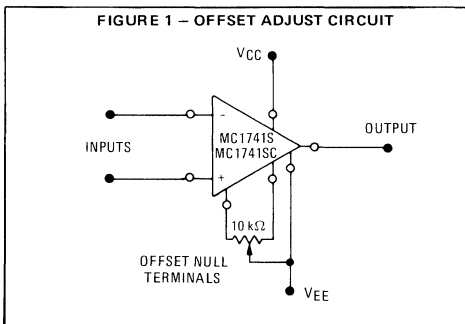 FIGURE 1 – OFFSET ADJUST CIRCUIT
VCC
-
MC1741S
MC1741SC
INPUTS
OUTPUT
+
10 kΩ
OFFSET NULL
TERMINALS
VEE